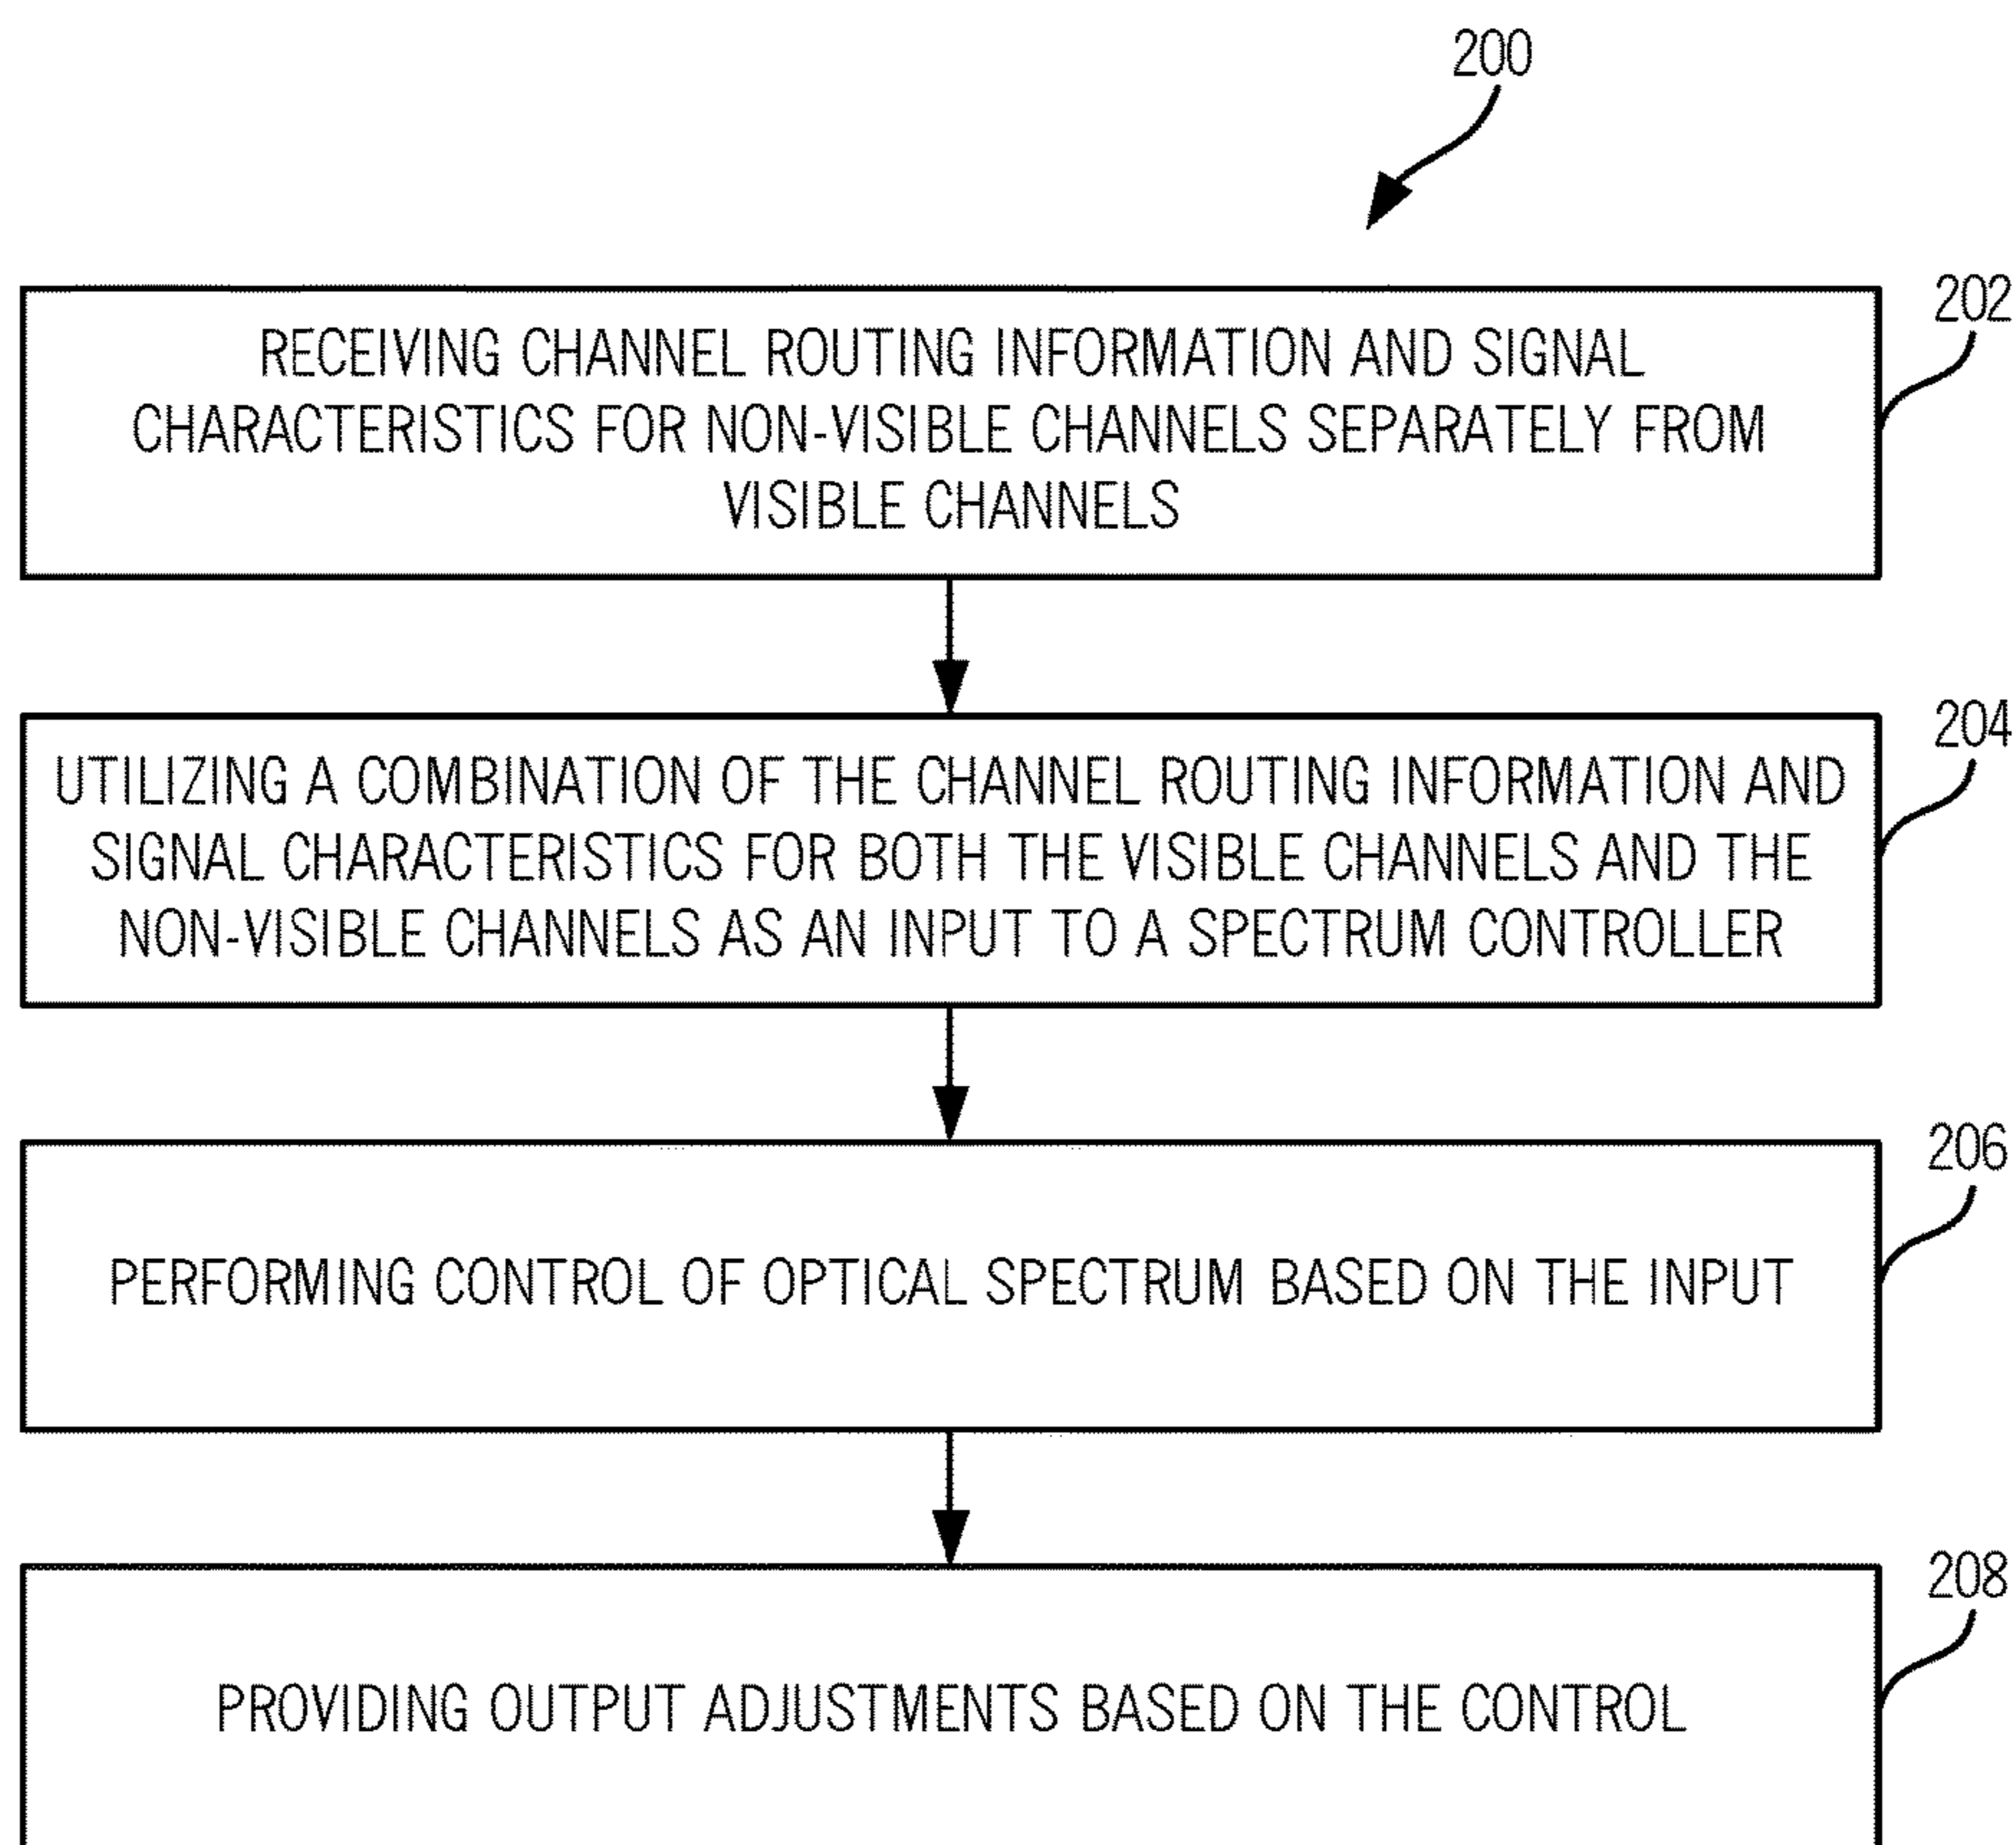 200
202
RECEIVING CHANNEL ROUTING INFORMATION AND SIGNAL
CHARACTERISTICS FOR NON-VISIBLE CHANNELS SEPARATELY FROM
VISIBLE CHANNELS
204
UTILIZING A COMBINATION OF THE CHANNEL ROUTING INFORMATION AND
SIGNAL CHARACTERISTICS FOR BOTH THE VISIBLE CHANNELS AND THE
NON-VISIBLE CHANNELS AS AN INPUT TO A SPECTRUM CONTROLLER
206
PERFORMING CONTROL OF OPTICAL SPECTRUM BASED ON THE INPUT
208
PROVIDING OUTPUT ADJUSTMENTS BASED ON THE CONTROL